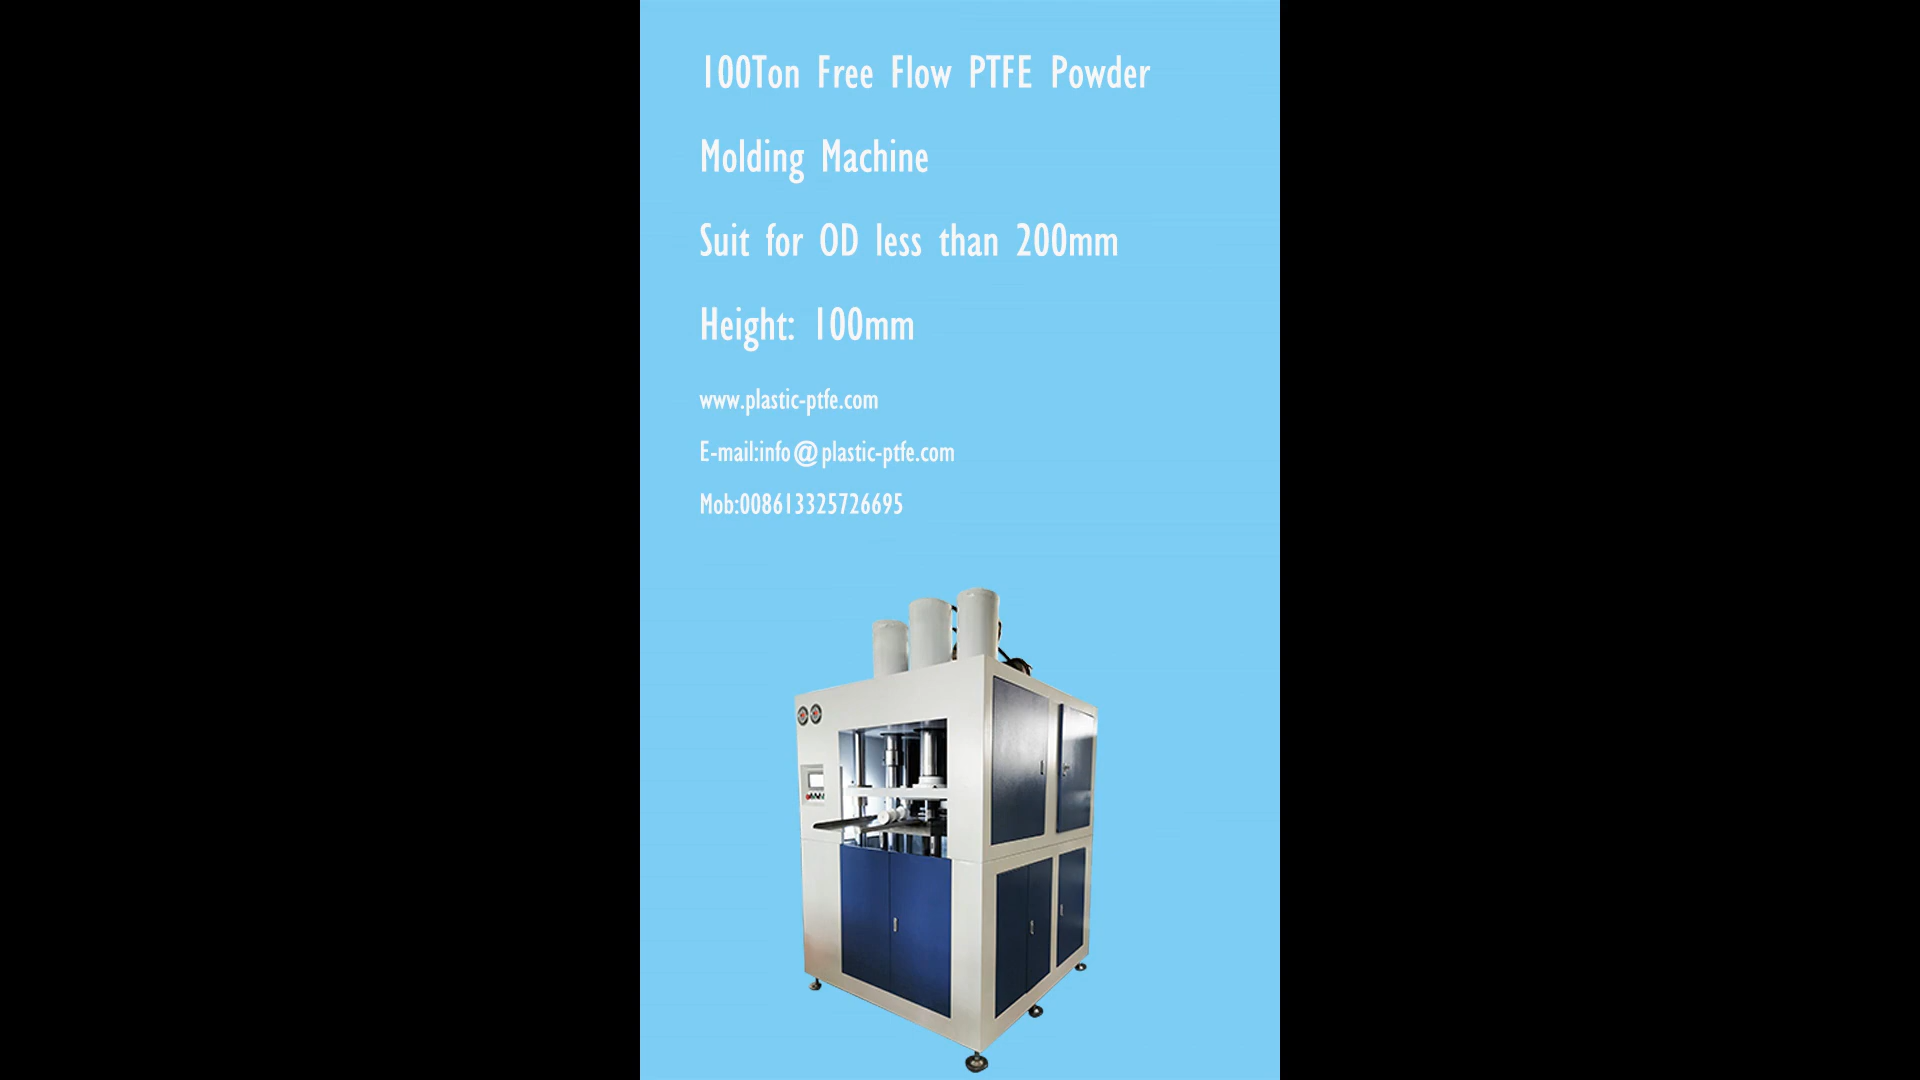 100Ton Free Flow PTFE Powder
Molding Machine
Suit for OD less than 200mm
Height: 100mm
www.plastic-ptfe.com
E-mail:info@plastic-ptfe.com
Mob:008613325726695